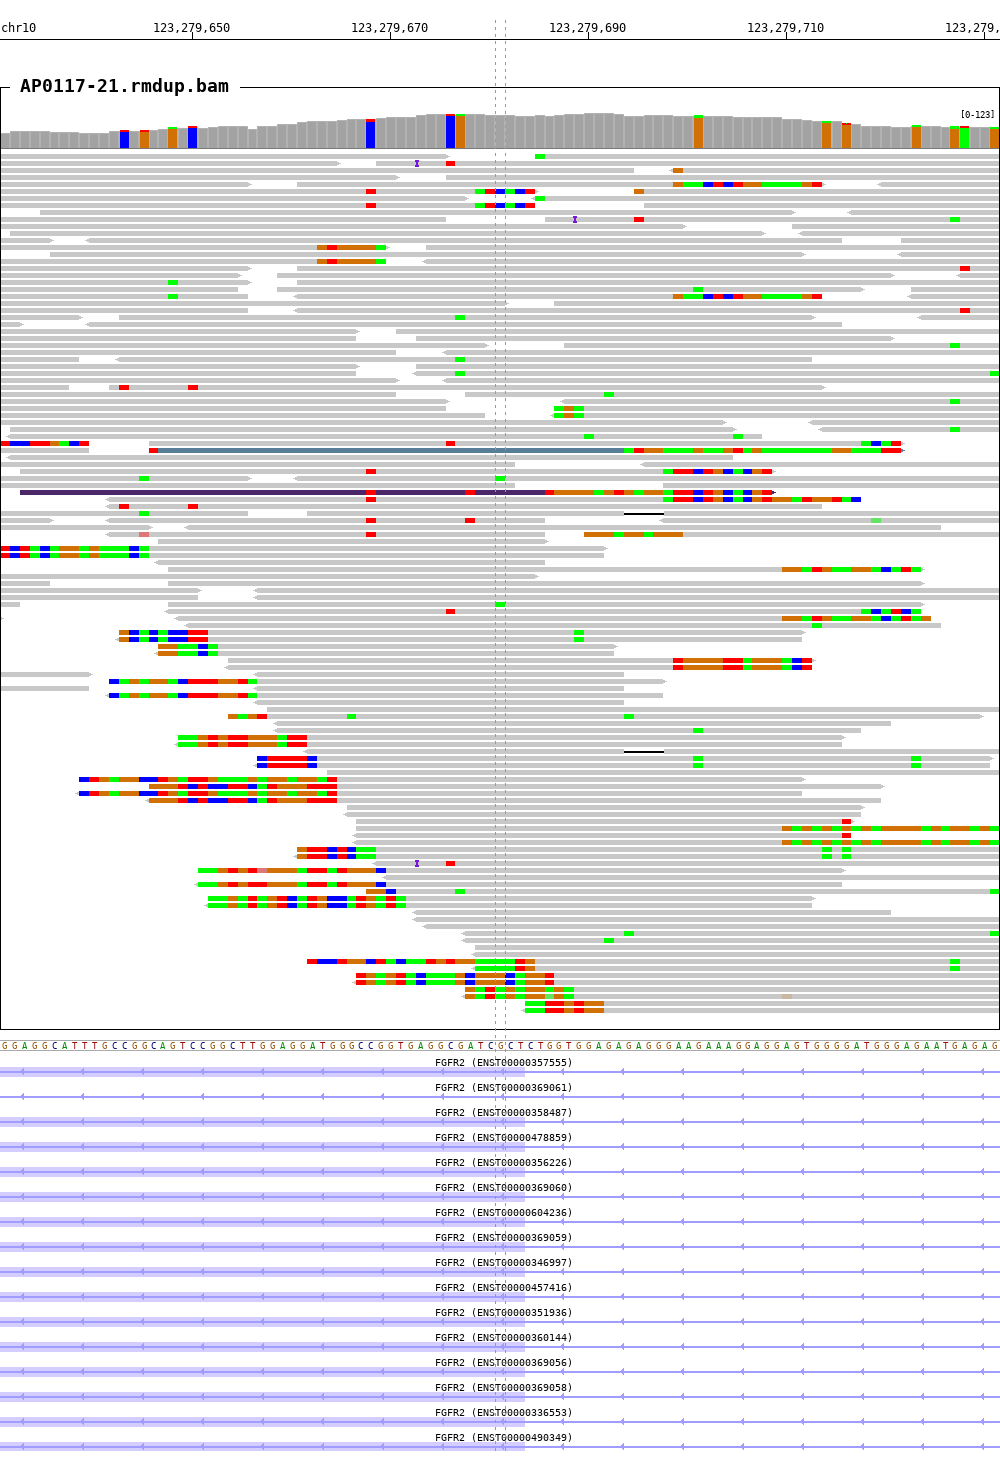 chr10 123,279,650 123,279,670 123,279,690 123,279,710 123,279,
AP0117-21.rmdup.bam
[0-123]
G G A G G C A T T T G C C G G C A G T C C G G C T T G G A G G A T G G G C C G G T G A G G C G A T C G C T C T G G T G G A G A G A G G G A A G A A A G G A G G A G T G G G G A T G G G A G A A T G A G A G
FGFR2 (ENST00000357555)
FGFR2 (ENST00000369061)
FGFR2 (ENST00000358487)
FGFR2 (ENST00000478859)
FGFR2 (ENST00000356226)
FGFR2 (ENST00000369060)
FGFR2 (ENST00000604236)
FGFR2 (ENST00000369059)
FGFR2 (ENST00000346997)
FGFR2 (ENST00000457416)
FGFR2 (ENST00000351936)
FGFR2 (ENST00000360144)
FGFR2 (ENST00000369056)
FGFR2 (ENST00000369058)
FGFR2 (ENST00000336553)
FGFR2 (ENST00000490349)